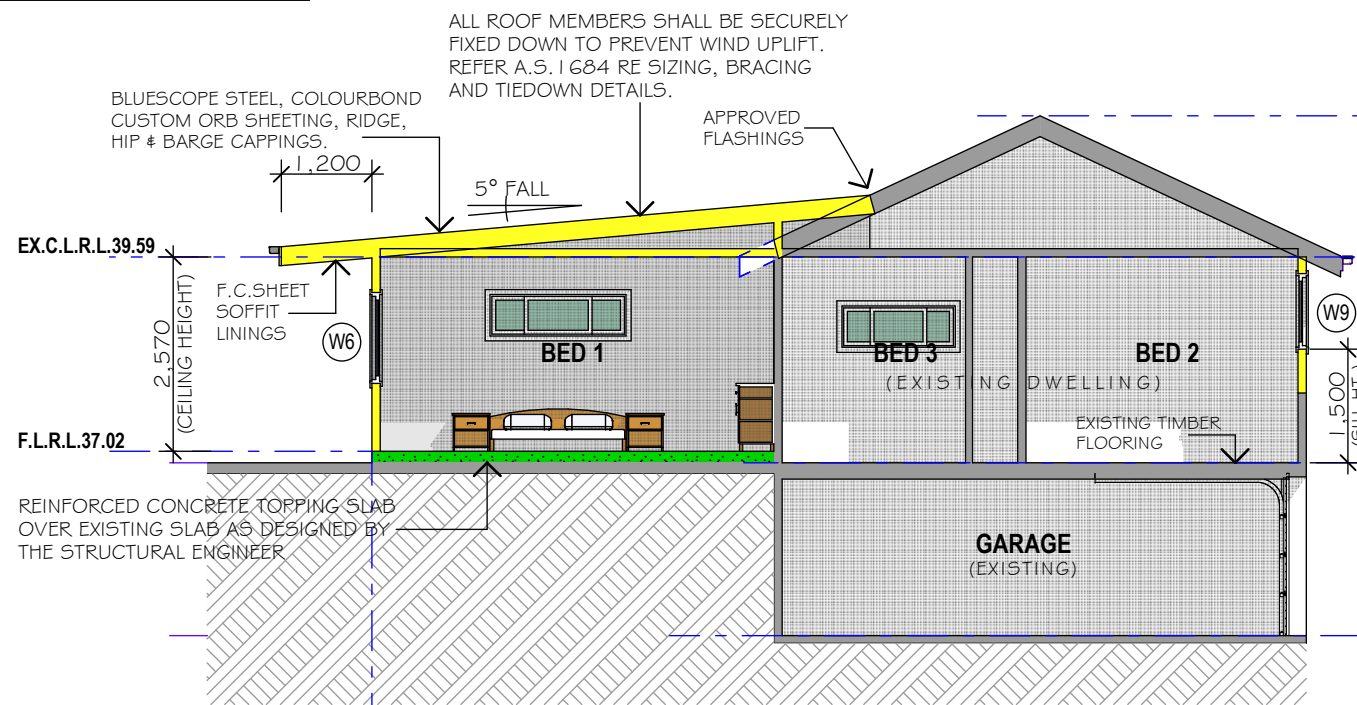 ALL ROOF MEMBERS SHALL BE SECURELY
FIXED DOWN TO PREVENT WIND UPLIFT.
REFER A.S.1684 RE SIZING, BRACING
AND TIEDOWN DETAILS.
BLUESCOPE STEEL, COLOURBOND
CUSTOM ORB SHEETING, RIDGE,
HIP & BARGE CAPPINGS.
APPROVED
FLASHINGS
1,200
5° FALL
EX.C.L.R.L.39.59
F.C.SHEET
SOFFIT
LININGS
2,570
(CEILING HEIGHT)
W6
W9
BED 1
BED 3
BED 2
(EXISTING DWELLING)
1,500
EXISTING TIMBER
FLOORING
F.L.R.L.37.02
REINFORCED CONCRETE TOPPING SLAB
OVER EXISTING SLAB AS DESIGNED BY
THE STRUCTURAL ENGINEER
GARAGE
(EXISTING)